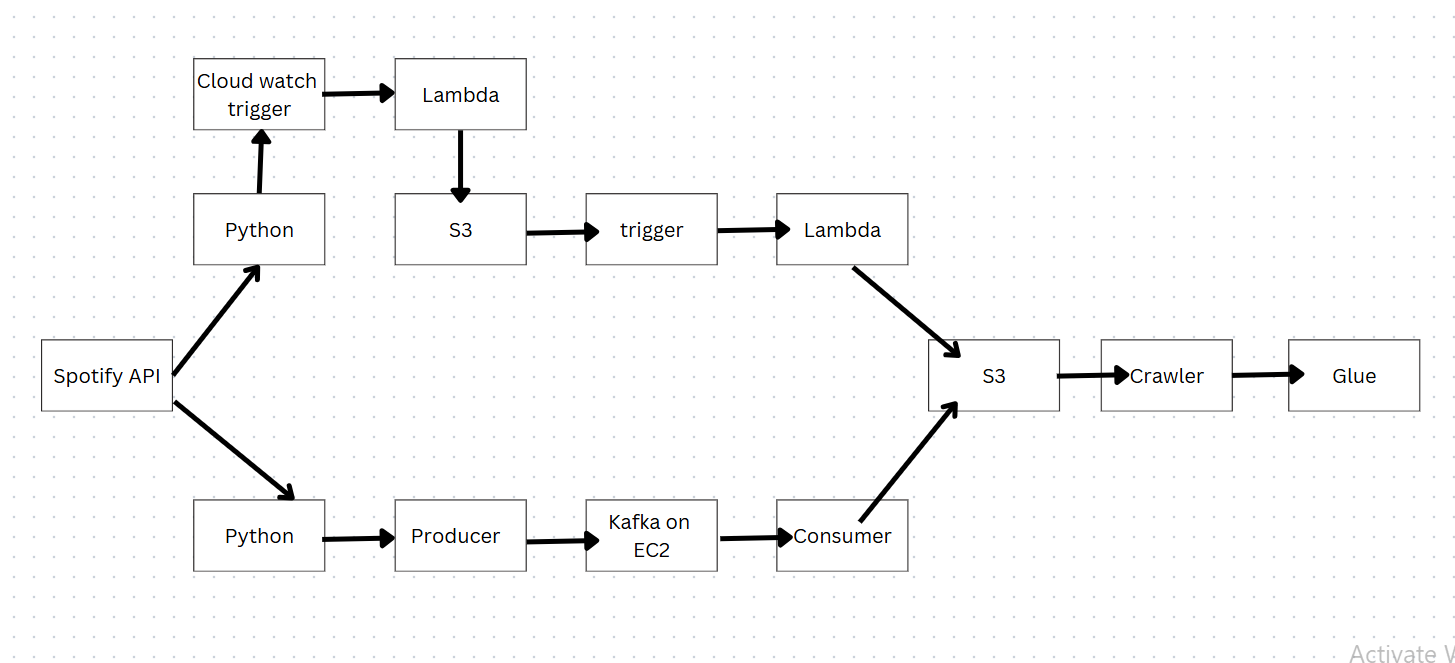 Cloud watch
trigger
Lambda
Python
S3
trigger
Lambda
Spotify API
S3
Crawler
Glue
Python
Producer
Kafka on
EC2
Consumer
Activate